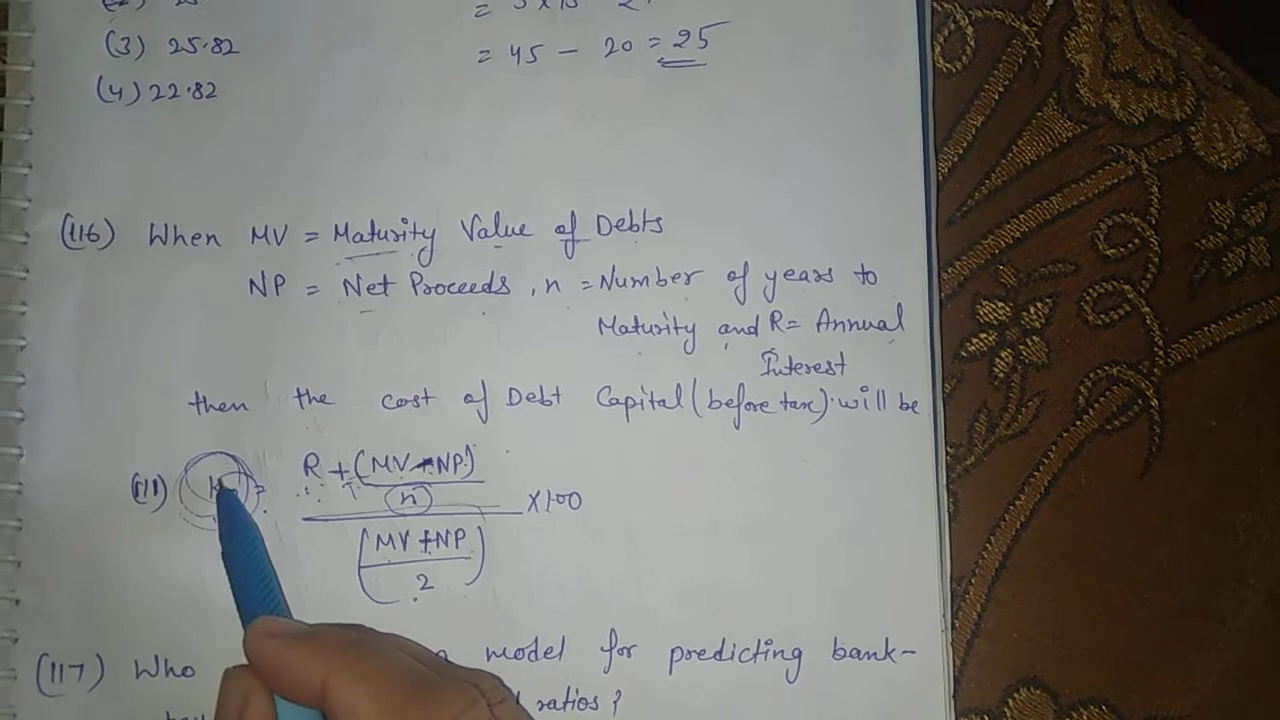 (3) 25.82
= 45 - 20 = 25
(4) 22.82
(116) When MV = Maturity Value of Debts
NP = Net Proceeds, n = Number of years to
Maturity and R = Annual
Interest
then the cost of Debt Capital (before tax) will be
R + (MV - NP)
n
× 100
(MV + NP)
2
(117) Who model for predicting bank-
ratios?